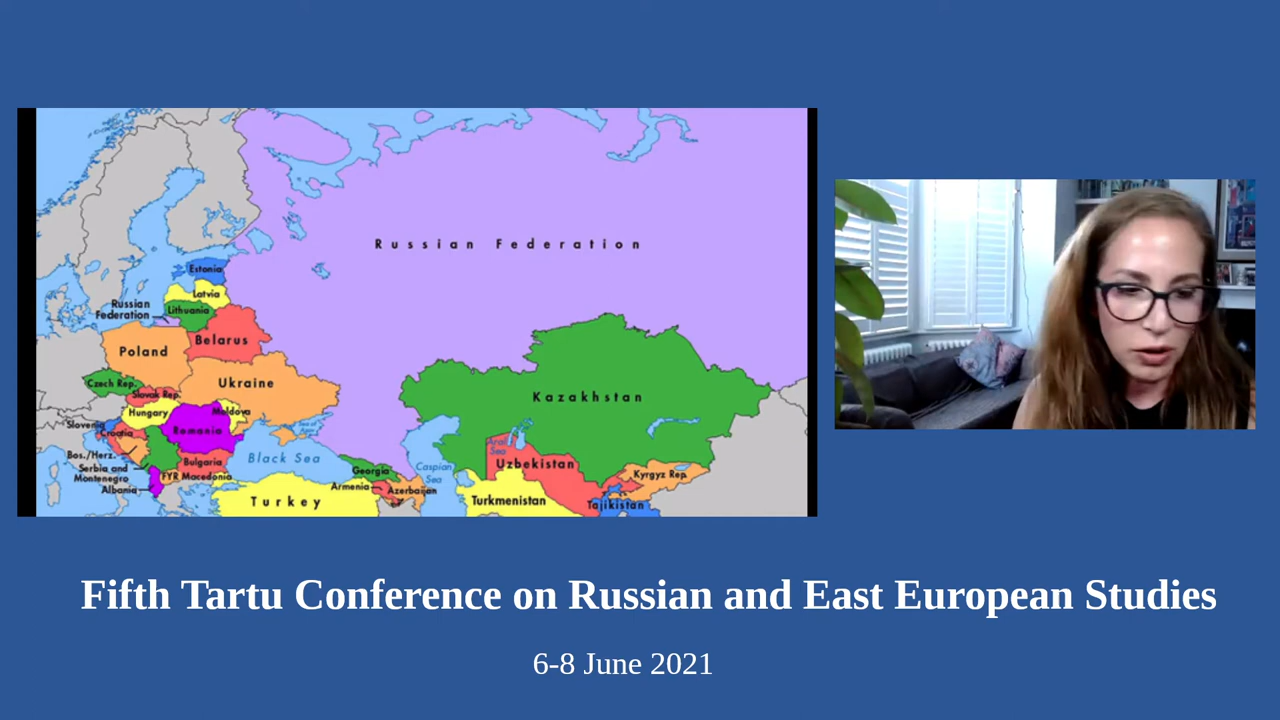 Russian Federation
Estonia
Latvia
Russian
Federation
Lithuania
Belarus
Poland
Ukraine
Czech Rep.
Slovak Rep.
Kazakhstan
Hungary
Moldova
Slovenia
Croatia
Romania
Sea of
Azov
Aral
Sea
Bos./Herz.
Serbia and
Montenegro
Bulgaria
Black Sea
Caspian
Sea
Georgia
Uzbekistan
Kyrgyz Rep.
FYR Macedonia
Albania
Armenia
Azerbaijan
Turkey
Turkmenistan
Tajikistan
Fifth Tartu Conference on Russian and East European Studies
6-8 June 2021